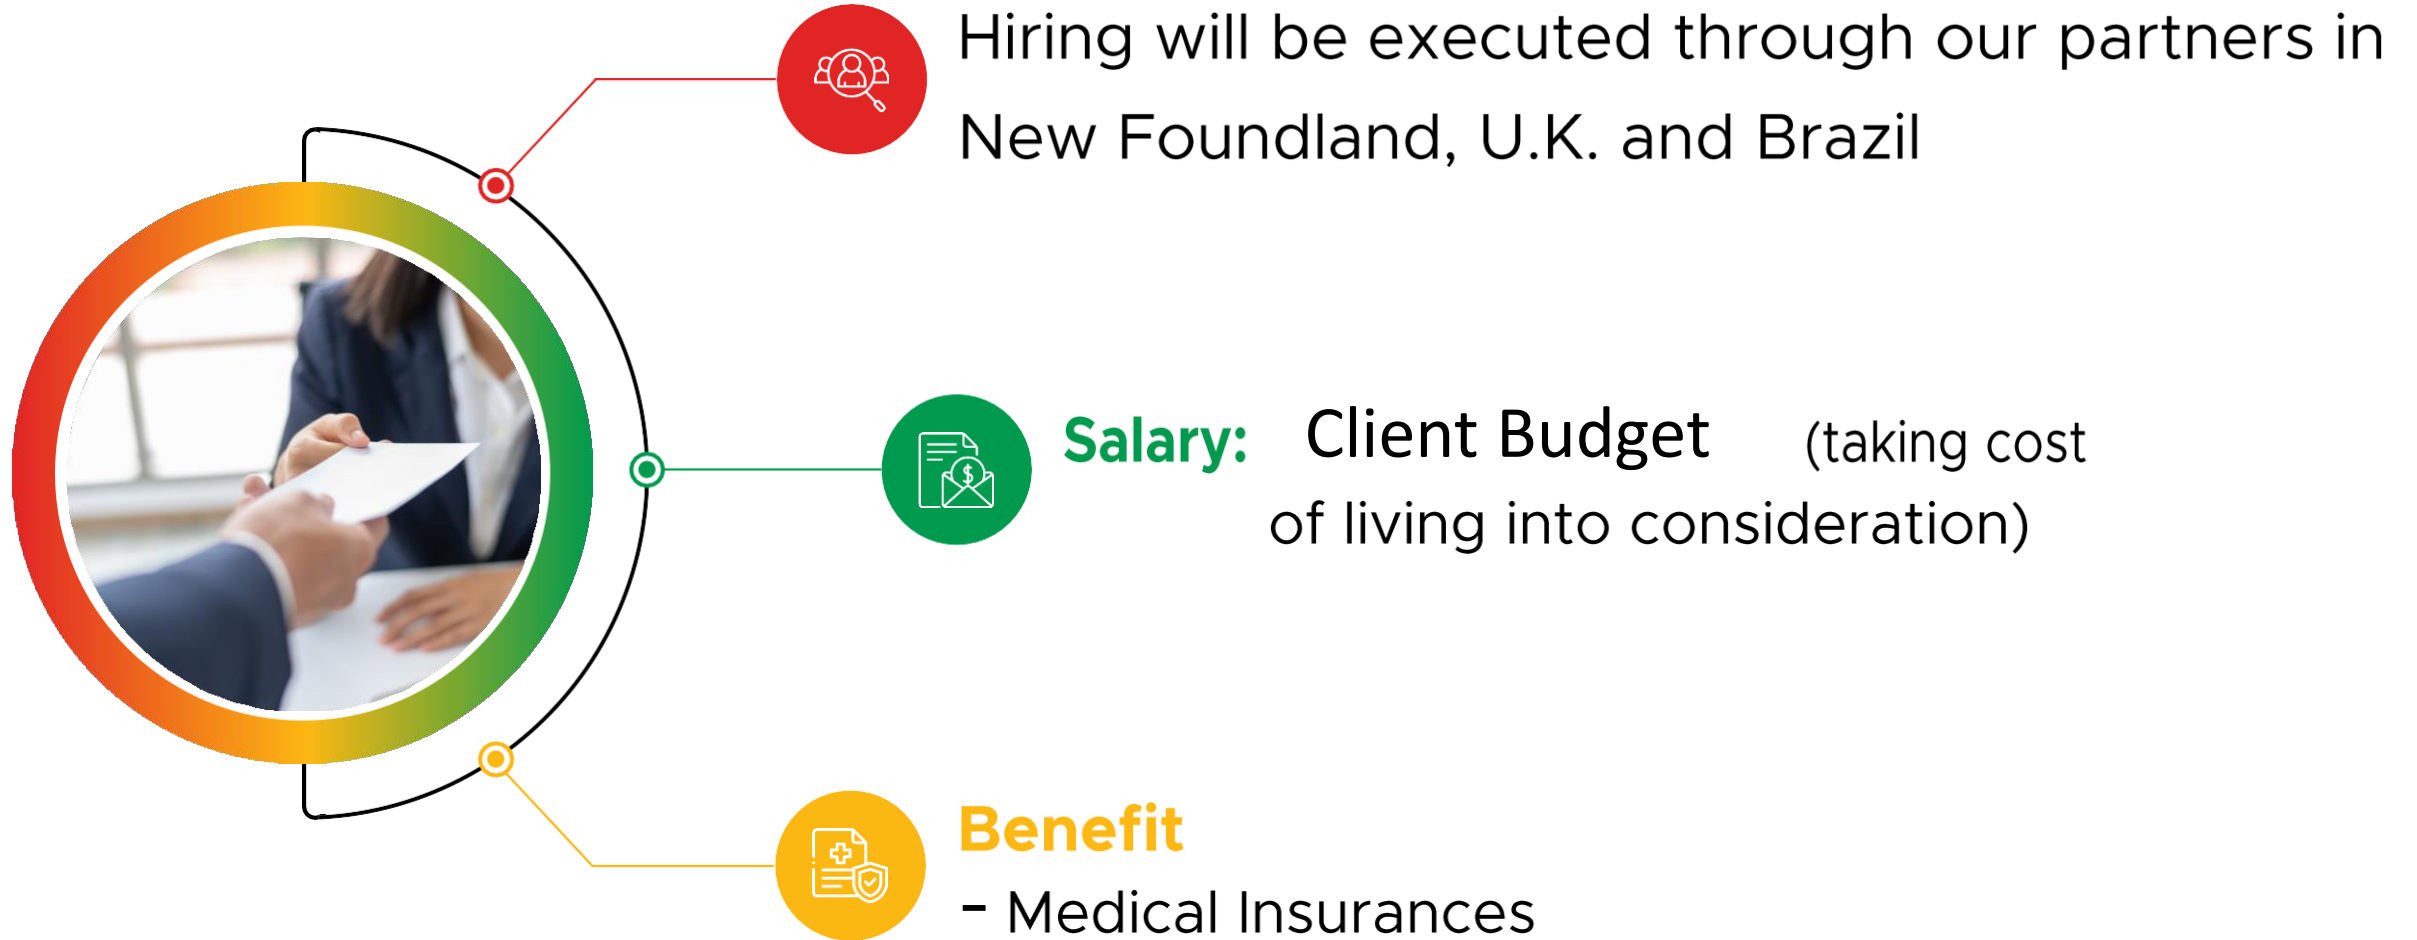 Hiring will be executed through our partners in
New Foundland, U.K. and Brazil
Salary: Client Budget (taking cost
of living into consideration)
Benefit
- Medical Insurances